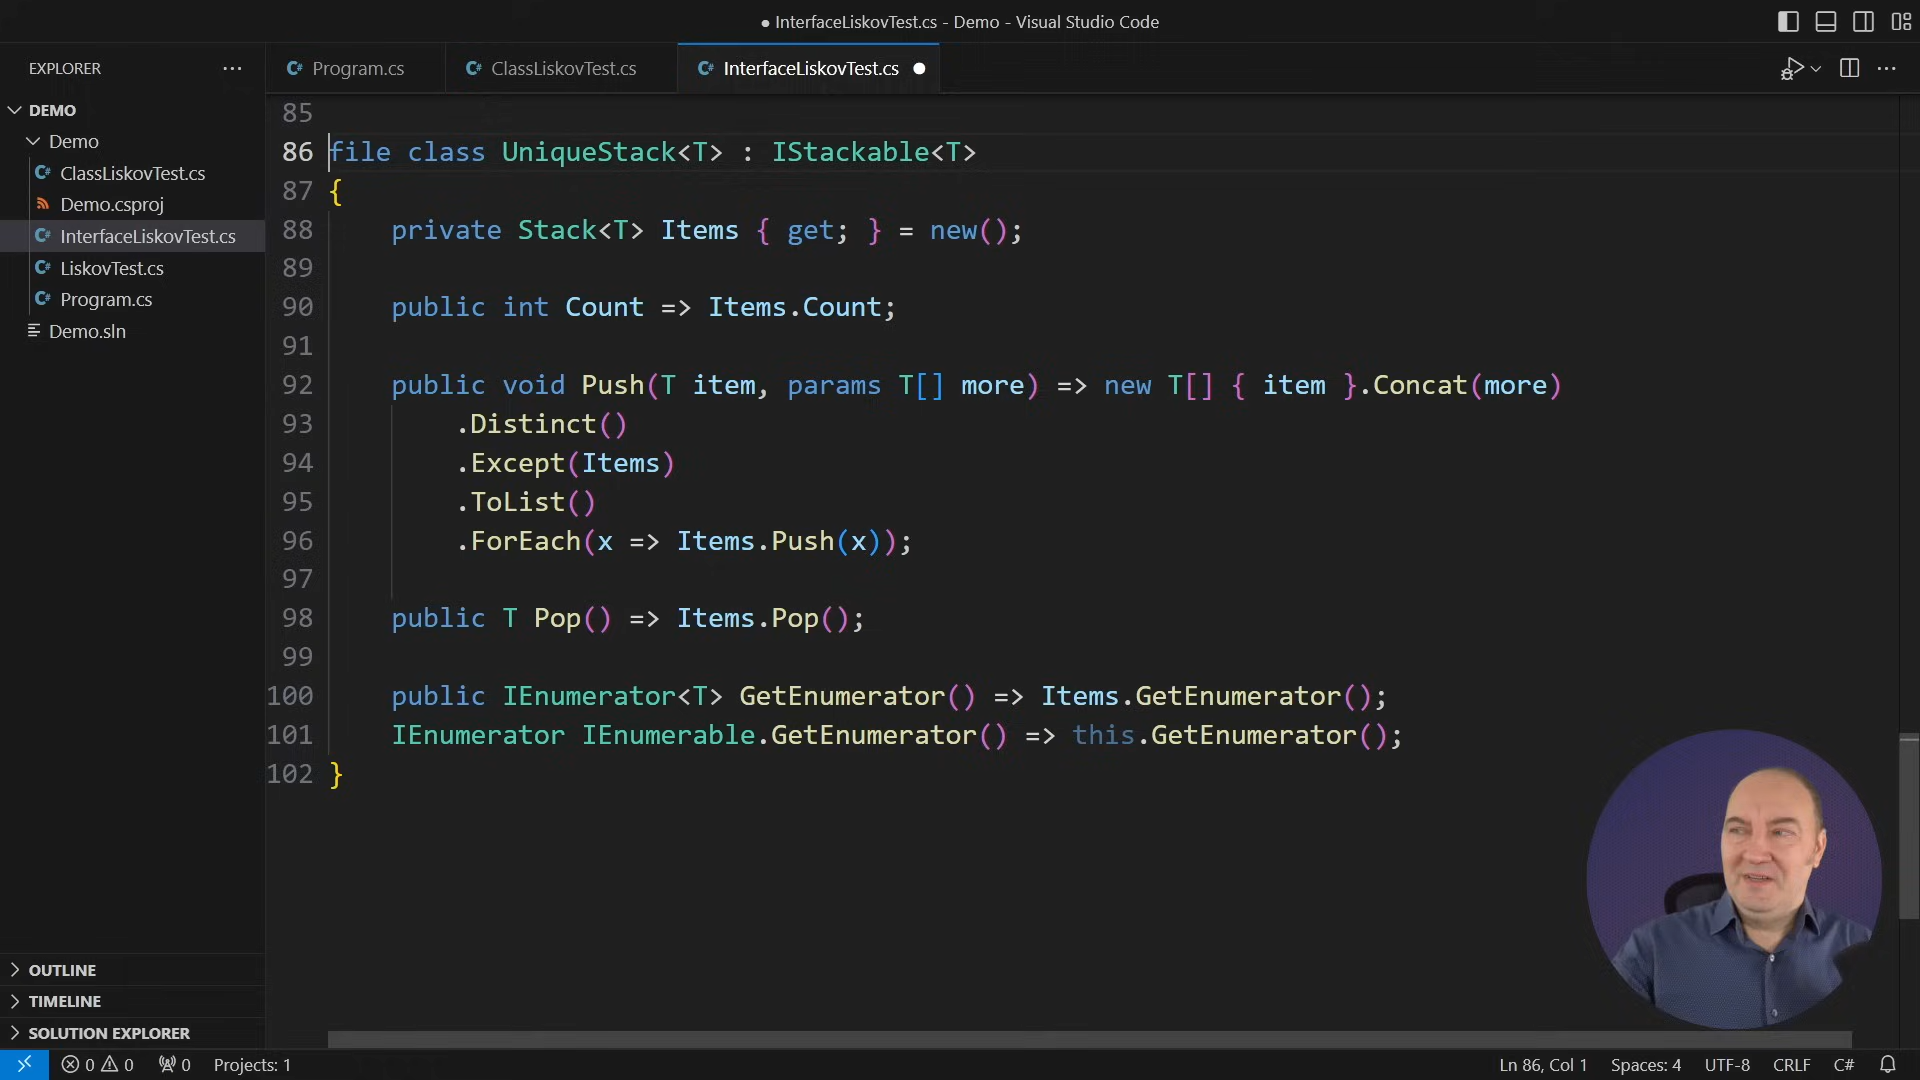 ● InterfaceLiskovTest.cs - Demo - Visual Studio Code
EXPLORER
Program.cs
ClassLiskovTest.cs
InterfaceLiskovTest.cs
DEMO
Demo
ClassLiskovTest.cs
Demo.csproj
InterfaceLiskovTest.cs
LiskovTest.cs
Program.cs
Demo.sln
OUTLINE
TIMELINE
SOLUTION EXPLORER
85
86 file class UniqueStack<T> : IStackable<T>
87 {
88 private Stack<T> Items { get; } = new();
89
90 public int Count => Items.Count;
91
92 public void Push(T item, params T[] more) => new T[] { item }.Concat(more)
93 .Distinct()
94 .Except(Items)
95 .ToList()
96 .ForEach(x => Items.Push(x));
97
98 public T Pop() => Items.Pop();
99
100 public IEnumerator<T> GetEnumerator() => Items.GetEnumerator();
101 IEnumerator IEnumerable.GetEnumerator() => this.GetEnumerator();
102 }
0 0 0 Projects: 1 Ln 86, Col 1 Spaces: 4 UTF-8 CRLF C#